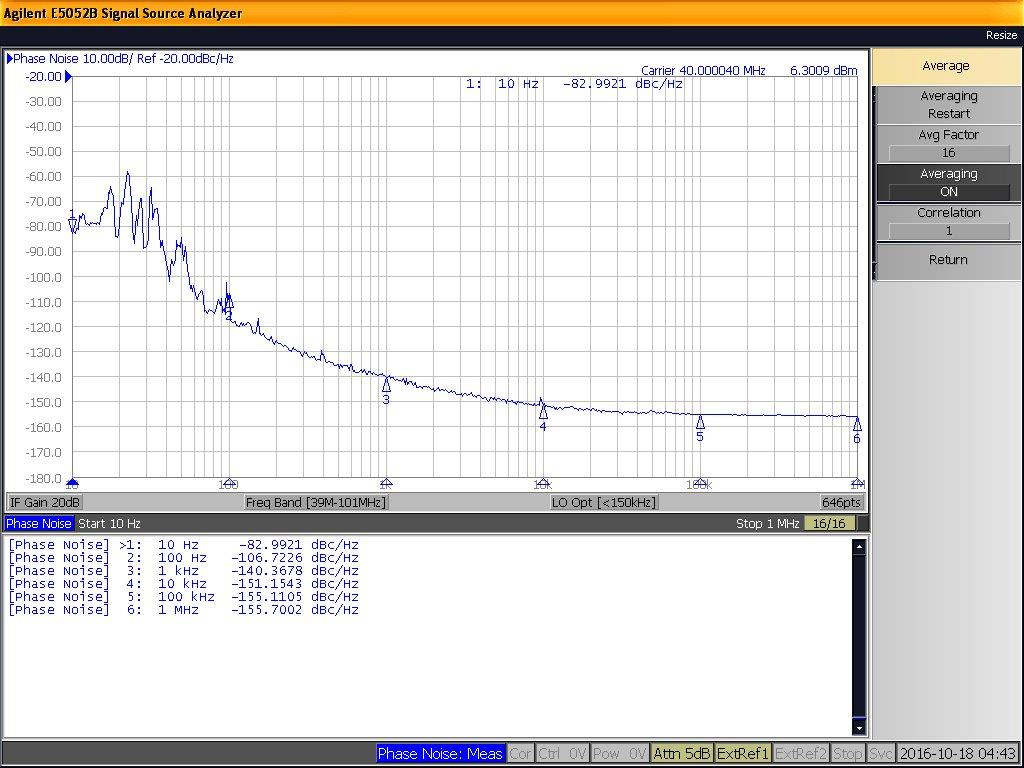 Agilent E5052B Signal Source Analyzer
Resize
Phase Noise 10.00dB/ Ref -20.00dBc/Hz
Carrier 40.000040 MHz 6.3009 dBm
1: 10 Hz -82.9921 dBc/Hz
-20.00
-30.00
-40.00
-50.00
-60.00
-70.00
-80.00
-90.00
-100.0
-110.0
-120.0
-130.0
-140.0
-150.0
-160.0
-170.0
-180.0
1
2
3
4
5
6
10 100 1k 10k 100k 1M
IF Gain 20dB Freq Band [39M-101MHz] LO Opt [<150kHz] 646pts
Phase Noise Start 10 Hz Stop 1 MHz 16/16
[Phase Noise] >1: 10 Hz -82.9921 dBc/Hz
[Phase Noise] 2: 100 Hz -106.7226 dBc/Hz
[Phase Noise] 3: 1 kHz -140.3678 dBc/Hz
[Phase Noise] 4: 10 kHz -151.1543 dBc/Hz
[Phase Noise] 5: 100 kHz -155.1105 dBc/Hz
[Phase Noise] 6: 1 MHz -155.7002 dBc/Hz
Average
Averaging
Restart
Avg Factor
16
Averaging
ON
Correlation
1
Return
Phase Noise: Meas Cor Ctrl 0V Pow 0V Attn 5dB ExtRef1 ExtRef2 Stop Svc 2016-10-18 04:43